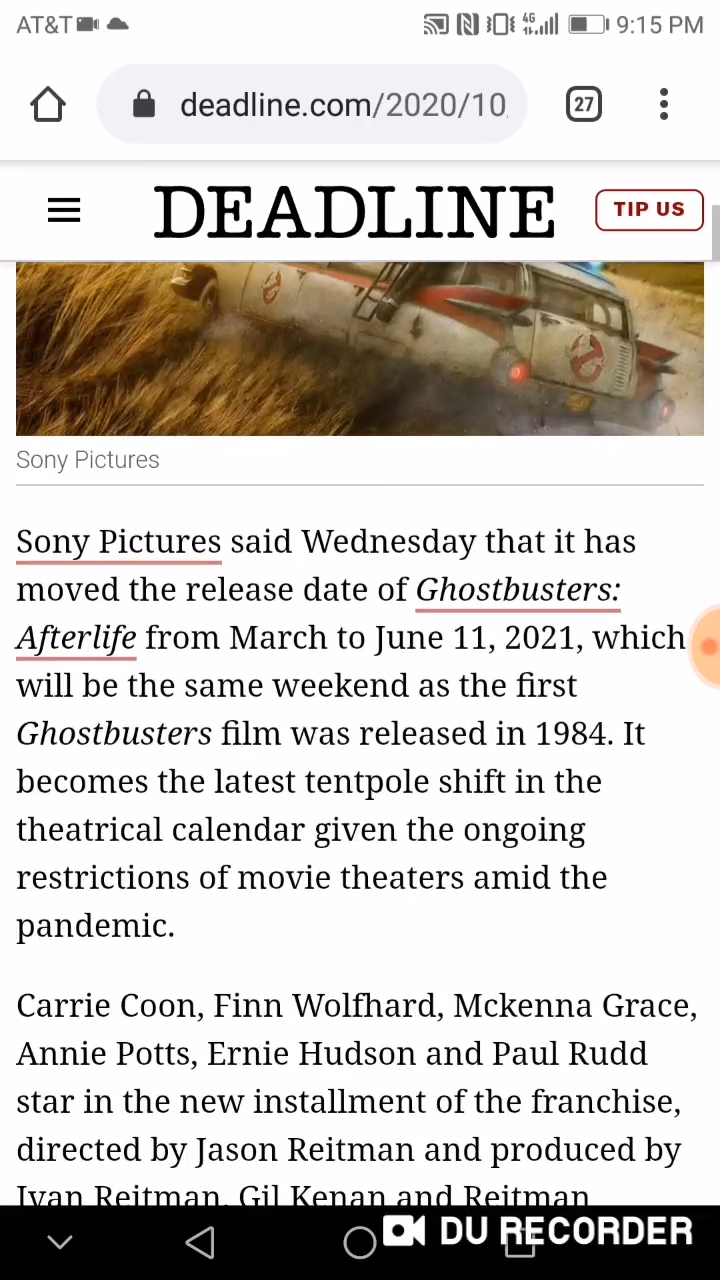 AT&T 4G 9:15 PM
deadline.com/2020/10 27
DEADLINE TIP US
Sony Pictures
Sony Pictures said Wednesday that it has
moved the release date of Ghostbusters:
Afterlife from March to June 11, 2021, which
will be the same weekend as the first
Ghostbusters film was released in 1984. It
becomes the latest tentpole shift in the
theatrical calendar given the ongoing
restrictions of movie theaters amid the
pandemic.
Carrie Coon, Finn Wolfhard, Mckenna Grace,
Annie Potts, Ernie Hudson and Paul Rudd
star in the new installment of the franchise,
directed by Jason Reitman and produced by
Ivan Reitman. Gil Kenan and Reitman
DU RECORDER